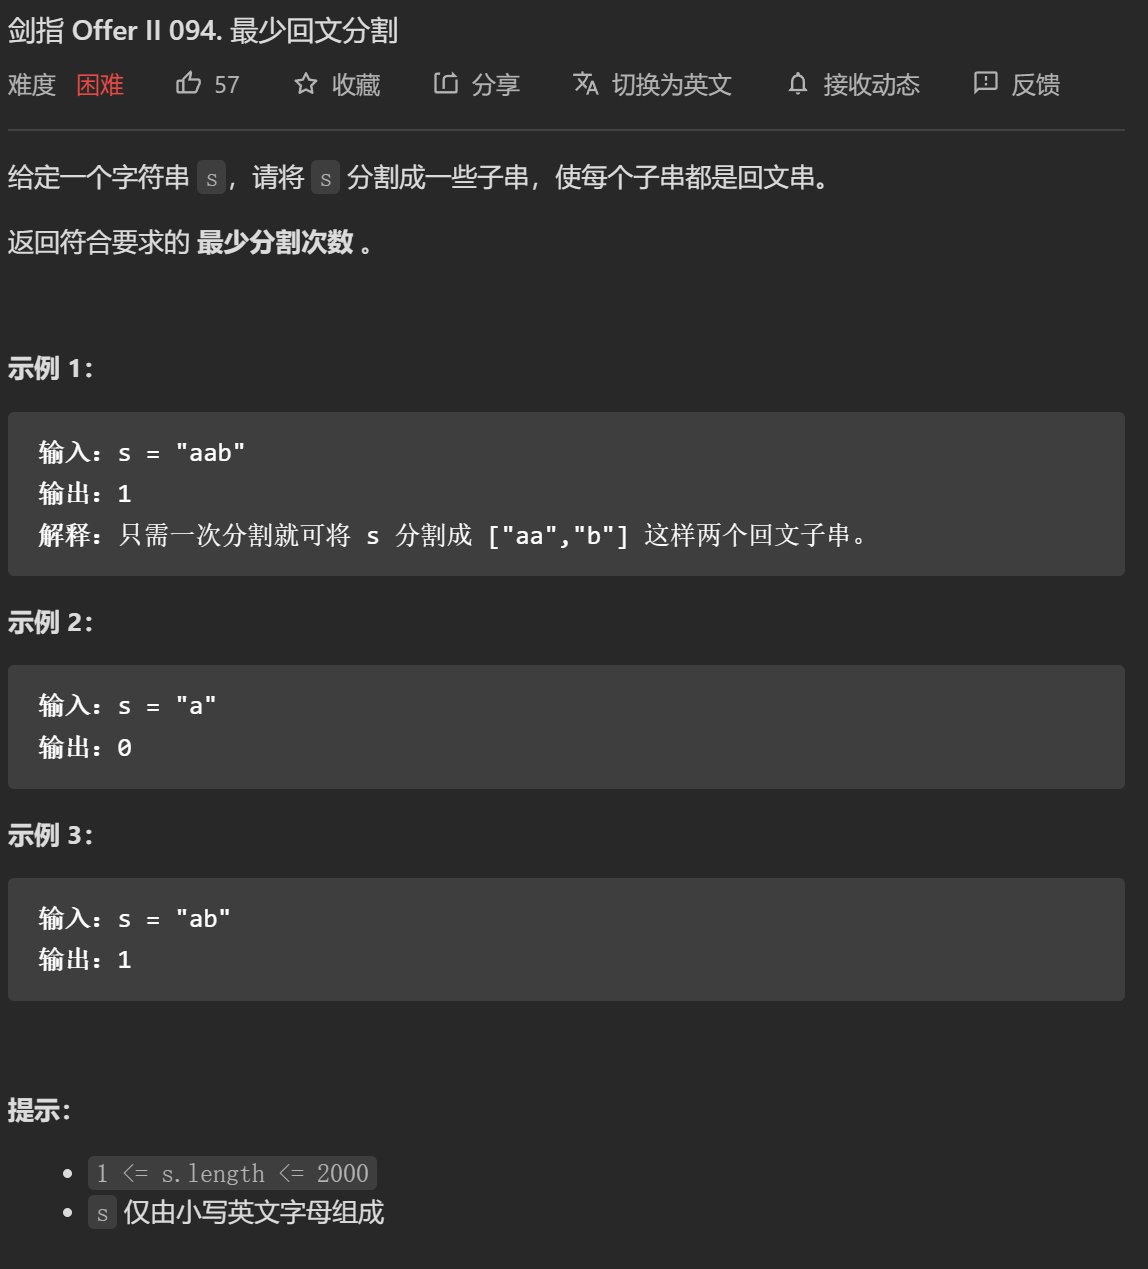 剑指 Offer II 094. 最少回文分割
难度 困难 57 收藏 分享 切换为英文 接收动态 反馈
给定一个字符串 s，请将 s 分割成一些子串，使每个子串都是回文串。
返回符合要求的 最少分割次数 。
示例 1：
输入：s = "aab"
输出：1
解释：只需一次分割就可将 s 分割成 ["aa","b"] 这样两个回文子串。
示例 2：
输入：s = "a"
输出：0
示例 3：
输入：s = "ab"
输出：1
提示：
• 1 <= s.length <= 2000
• s 仅由小写英文字母组成